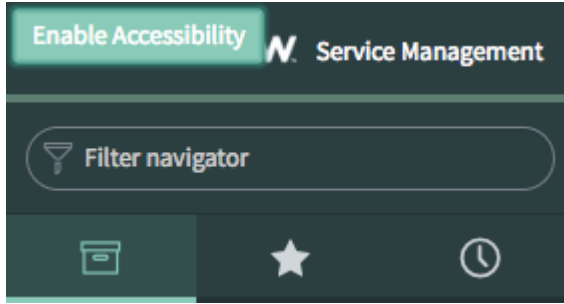 Enable Accessibility
W. Service Management
Filter navigator